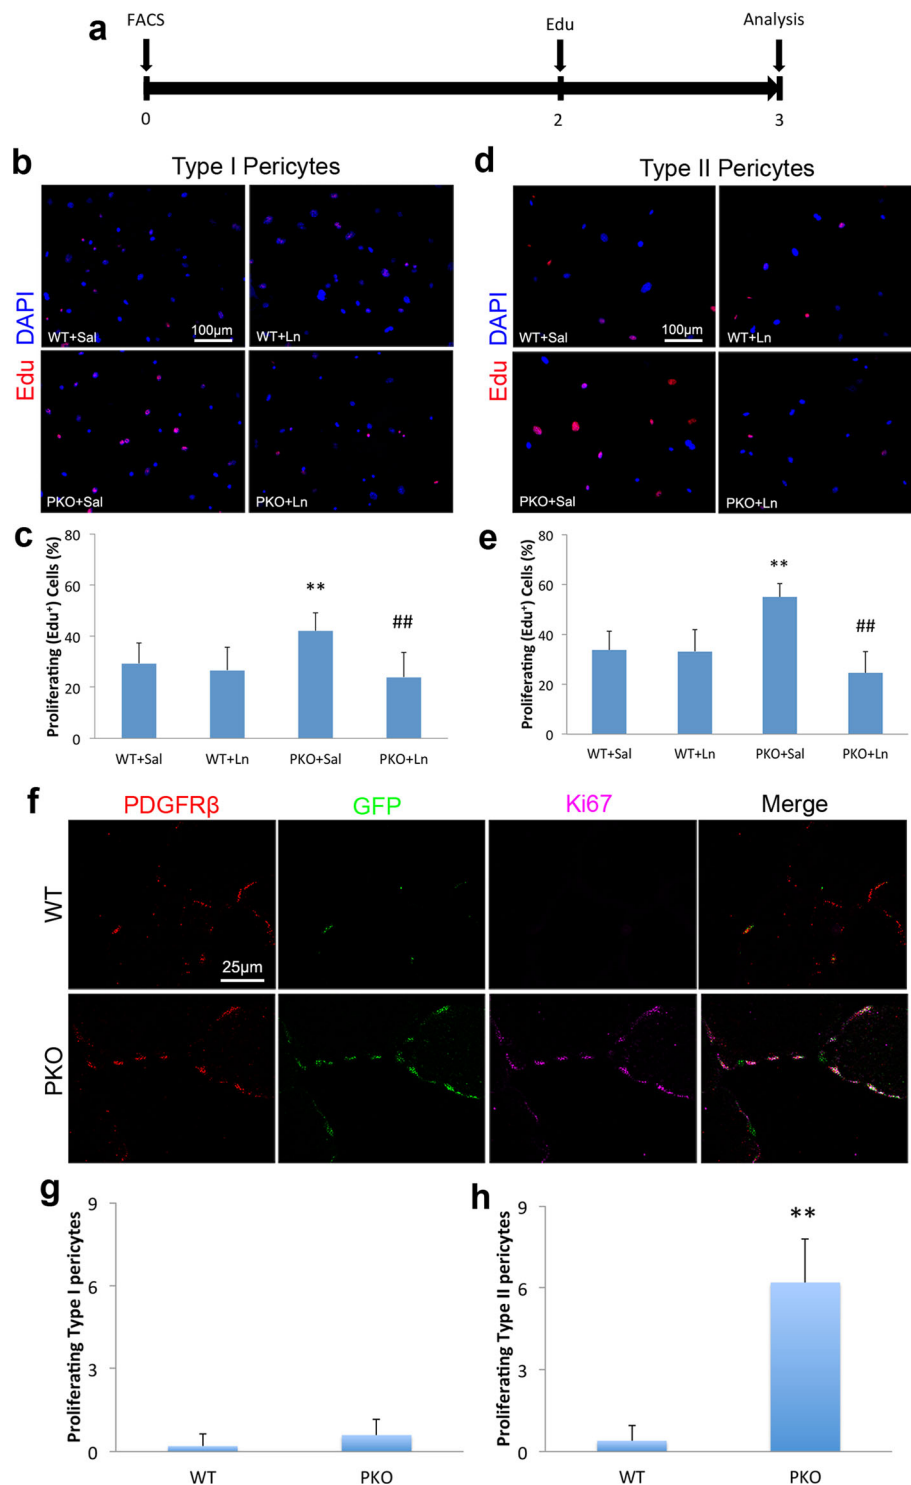 a
FACS
Edu
Analysis
0
2
3
b
Type I Pericytes
Edu DAPI
WT+Sal
100µm
WT+Ln
PKO+Sal
PKO+Ln
d
Type II Pericytes
Edu DAPI
WT+Sal
100µm
WT+Ln
PKO+Sal
PKO+Ln
c
Proliferating (Edu⁺) Cells (%)
80
60
40
20
0
**
##
WT+Sal
WT+Ln
PKO+Sal
PKO+Ln
e
Proliferating (Edu⁺) Cells (%)
80
60
40
20
0
**
##
WT+Sal
WT+Ln
PKO+Sal
PKO+Ln
f
PDGFRβ
GFP
Ki67
Merge
WT
25µm
PKO
g
Proliferating Type I pericytes
9
6
3
0
WT
PKO
h
Proliferating Type II pericytes
9
6
3
0
**
WT
PKO